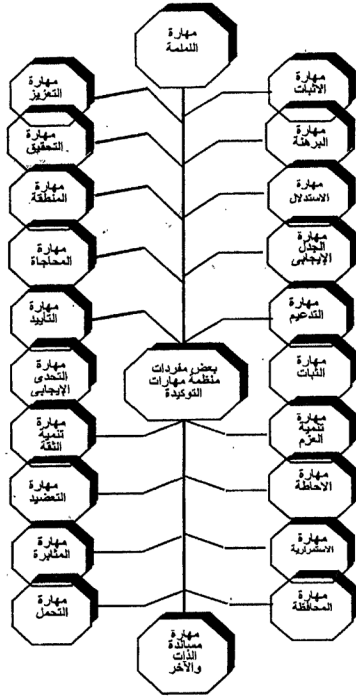 مهارة
اللملمة
مهارة
الاثبات
مهارة
التعزيز
مهارة
البرهنة
مهارة
التحقيق
مهارة
الاستدلال
مهارة
المنطقة
مهارة
الجدل
الإيجابى
مهارة
المحاجاة
مهارة
التدعيم
مهارة
التأييد
بعض مفردات
منظمة مهارات
التوكيدة
مهارة
الثبات
مهارة
التحدى
الإيجابى
مهارة
تنمية
العزم
مهارة
تنمية
الثقة
مهارة
الاحاطة
مهارة
التعضيد
مهارة
الاستمرارية
مهارة
المثابرة
مهارة
المحافظة
مهارة
التحمل
مهارة
مساندة
الذات
والآخر